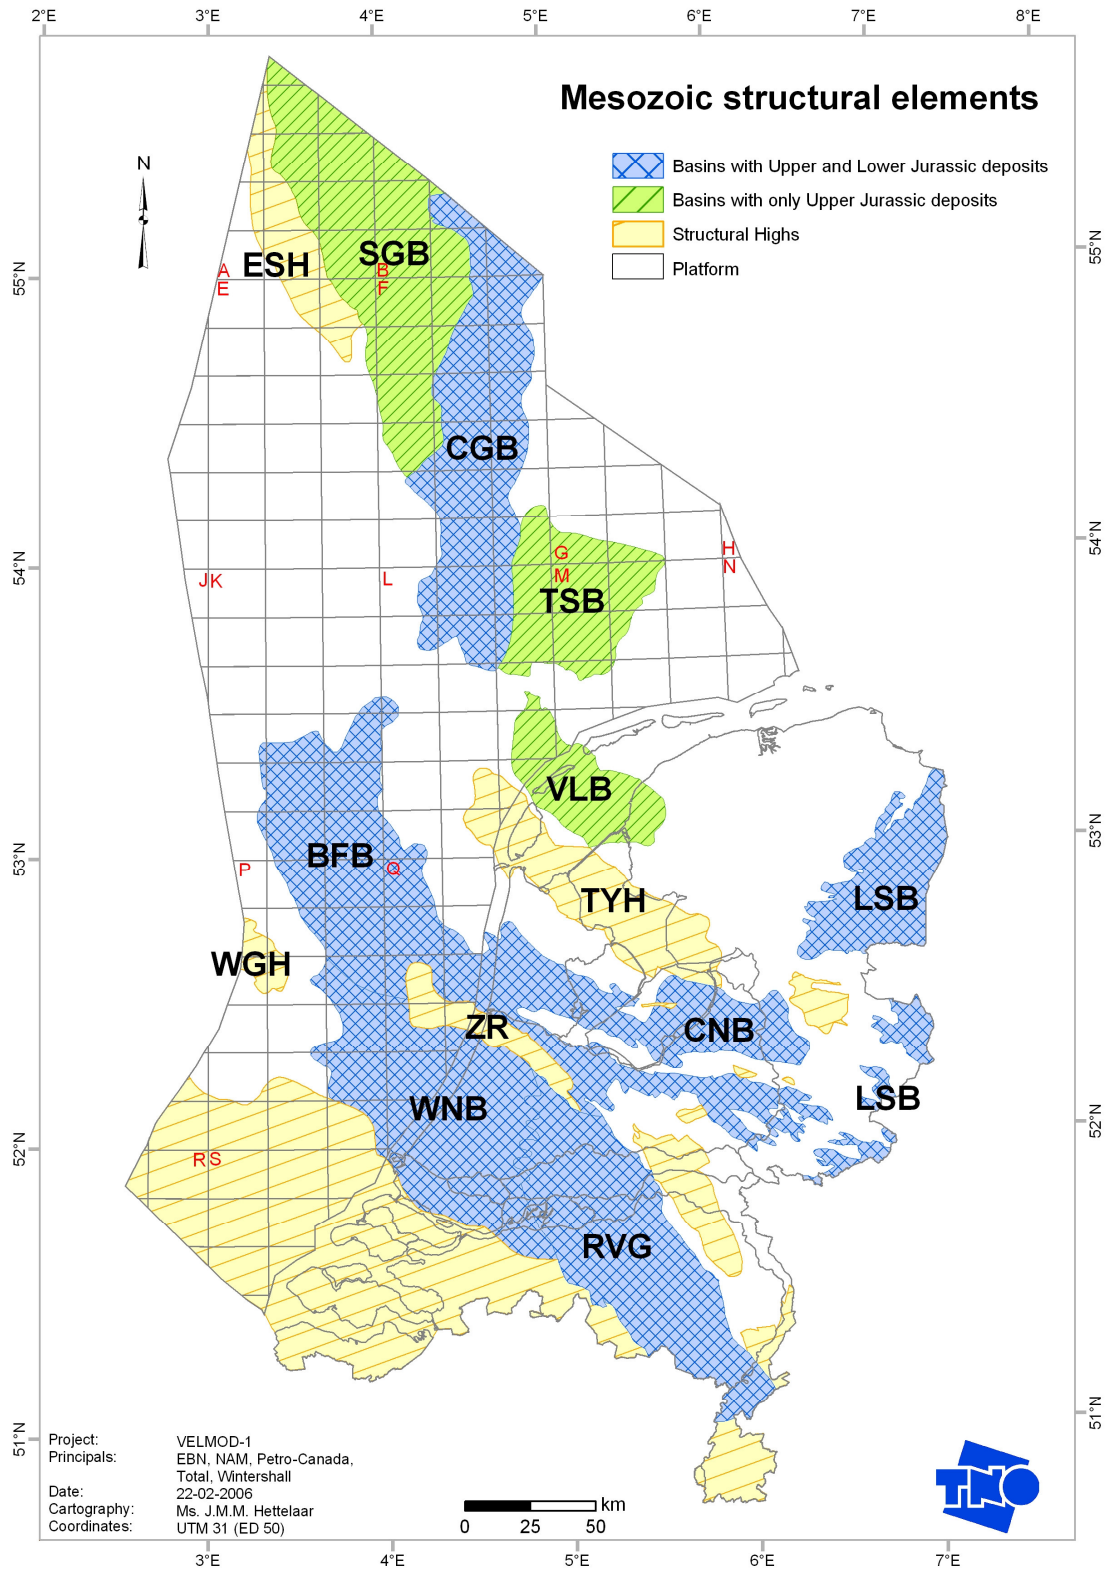 2°E 3°E 4°E 5°E 6°E 7°E 8°E
Mesozoic structural elements
N
Basins with Upper and Lower Jurassic deposits
Basins with only Upper Jurassic deposits
Structural Highs
Platform
55°N
55°N
ESH
SGB
A
B
E
F
CGB
54°N
54°N
G
H
M
N
JK
L
TSB
VLB
53°N
53°N
BFB
P
Q
TYH
LSB
WGH
ZR
CNB
WNB
LSB
52°N
52°N
RS
RVG
51°N
51°N
Project: VELMOD-1
Principals: EBN, NAM, Petro-Canada,
Total, Wintershall
Date: 22-02-2006
Cartography: Ms. J.M.M. Hettelaar
Coordinates: UTM 31 (ED 50)
km
0 25 50
TNO
3°E 4°E 5°E 6°E 7°E